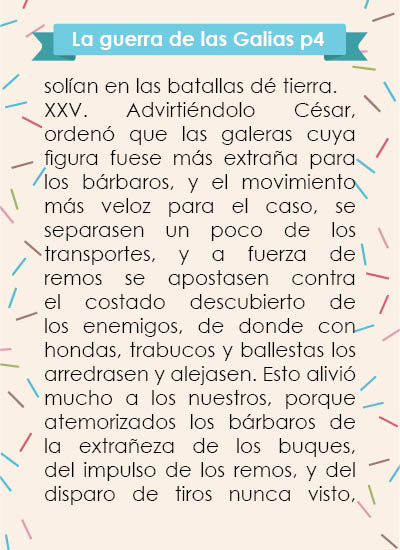 La guerra de las Galias p4
solían en las batallas dé tierra.
XXV. Advirtiéndolo César,
ordenó que las galeras cuya
figura fuese más extraña para
los bárbaros, y el movimiento
más veloz para el caso, se
separasen un poco de los
transportes, y a fuerza de
remos se apostasen contra
el costado descubierto de
los enemigos, de donde con
hondas, trabucos y ballestas los
arredrasen y alejasen. Esto alivió
mucho a los nuestros, porque
atemorizados los bárbaros de
la extrañeza de los buques,
del impulso de los remos, y del
disparo de tiros nunca visto,